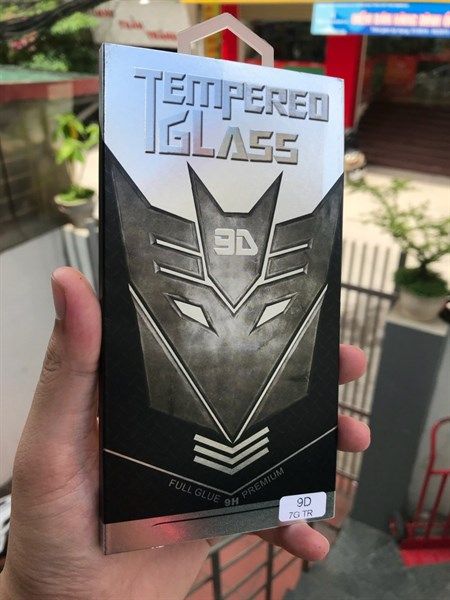 TEMPERED
GLASS
9D
FULL GLUE 9H PREMIUM
9D
7G TR